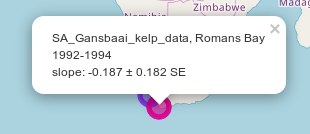 Zimbabwe
SA_Gansbaai_kelp_data, Romans Bay
1992-1994
slope: -0.187 ± 0.182 SE
×